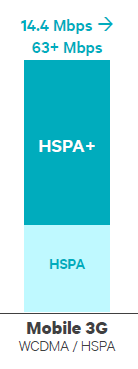 14.4 Mbps →
63+ Mbps
HSPA+
HSPA
Mobile 3G
WCDMA / HSPA